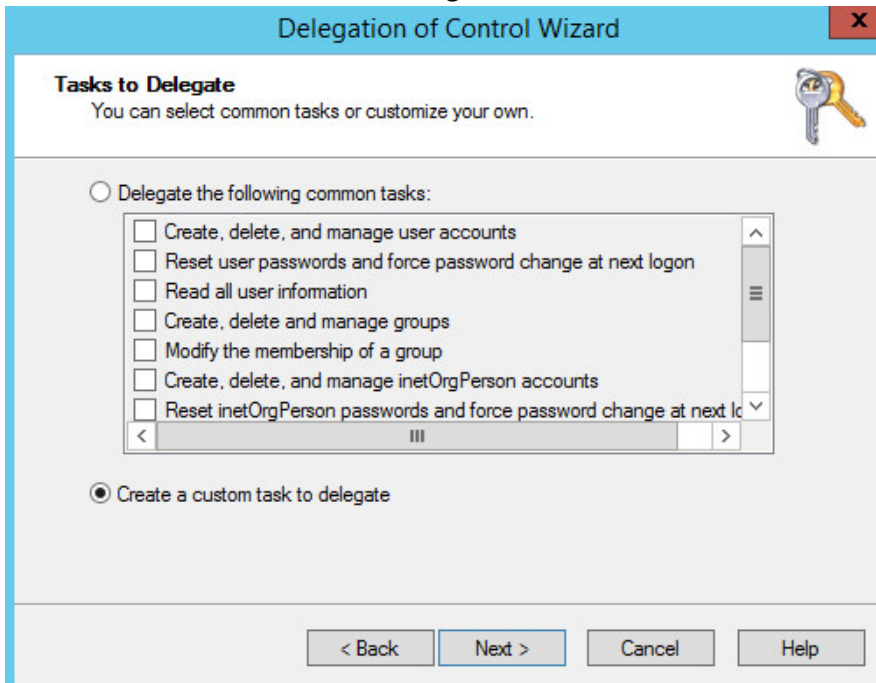 Delegation of Control Wizard
x
Tasks to Delegate
You can select common tasks or customize your own.
Delegate the following common tasks:
Create, delete, and manage user accounts
Reset user passwords and force password change at next logon
Read all user information
Create, delete and manage groups
Modify the membership of a group
Create, delete, and manage inetOrgPerson accounts
Reset inetOrgPerson passwords and force password change at next
Create a custom task to delegate
< Back
Next >
Cancel
Help